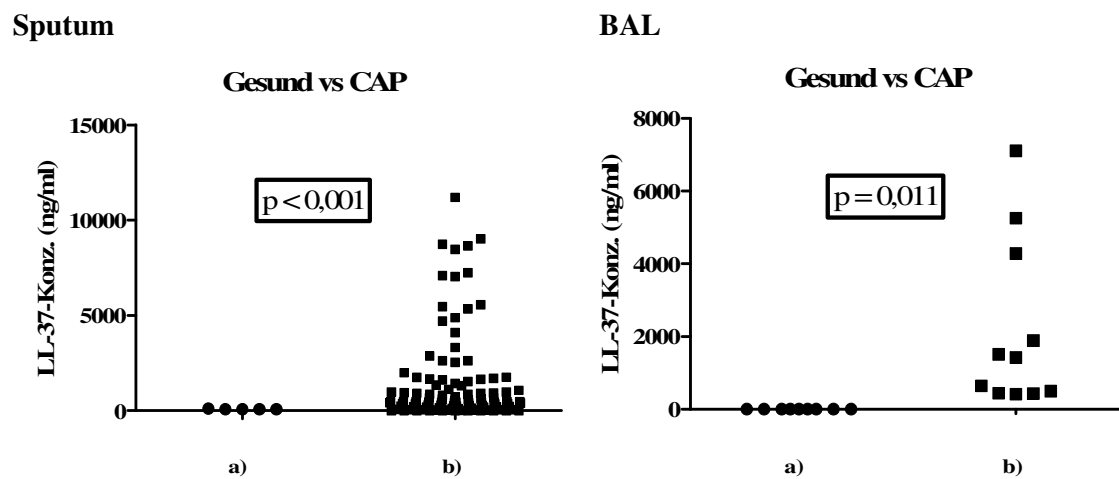 Sputum
Gesund vs CAP
LL-37-Konz. (ng/ml)
15000
10000
5000
0
p < 0,001
a)
b)
BAL
Gesund vs CAP
LL-37-Konz. (ng/ml)
8000
6000
4000
2000
0
p = 0,011
a)
b)